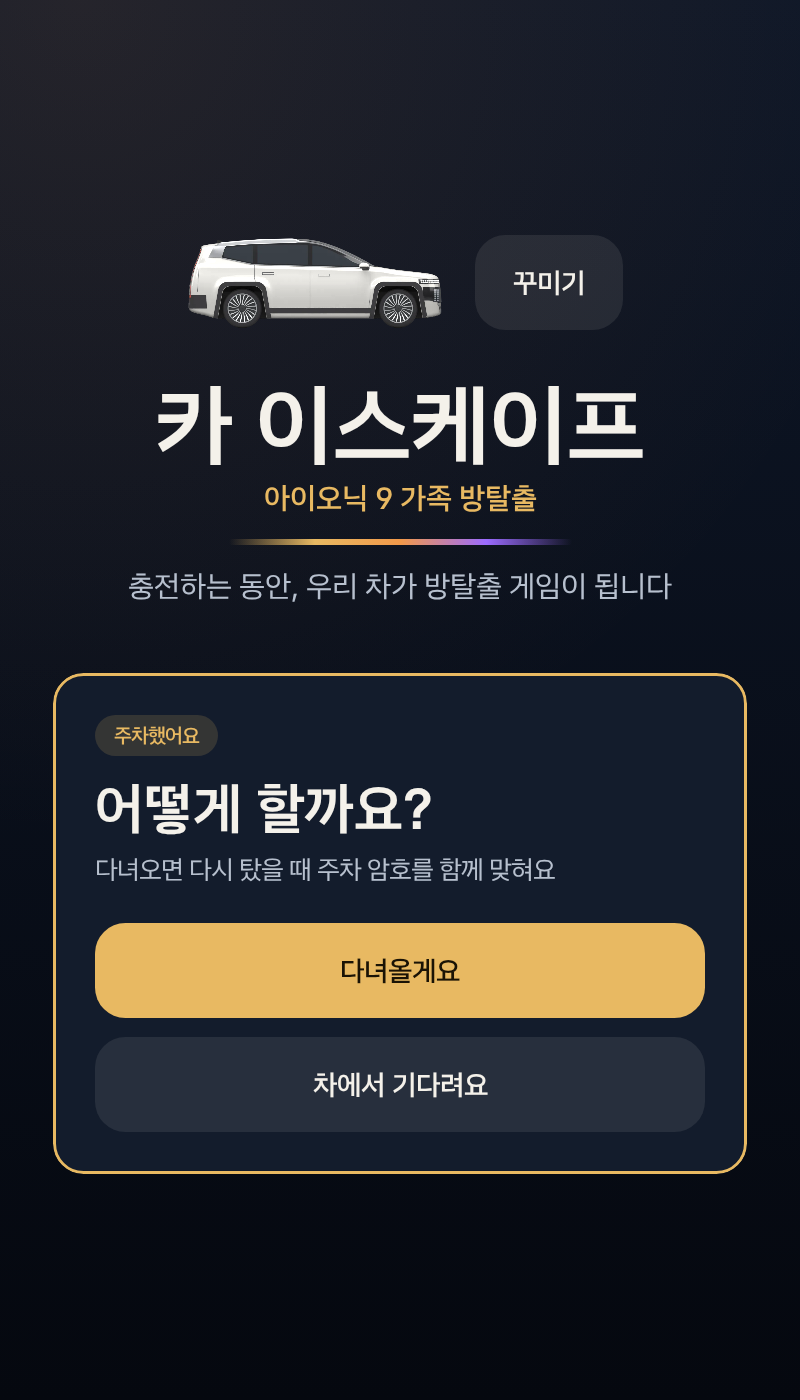 꾸미기
카 이스케이프
아이오닉 9 가족 방탈출
충전하는 동안, 우리 차가 방탈출 게임이 됩니다
주차했어요
어떻게 할까요?
다녀오면 다시 탔을 때 주차 암호를 함께 맞혀요
다녀올게요
차에서 기다려요